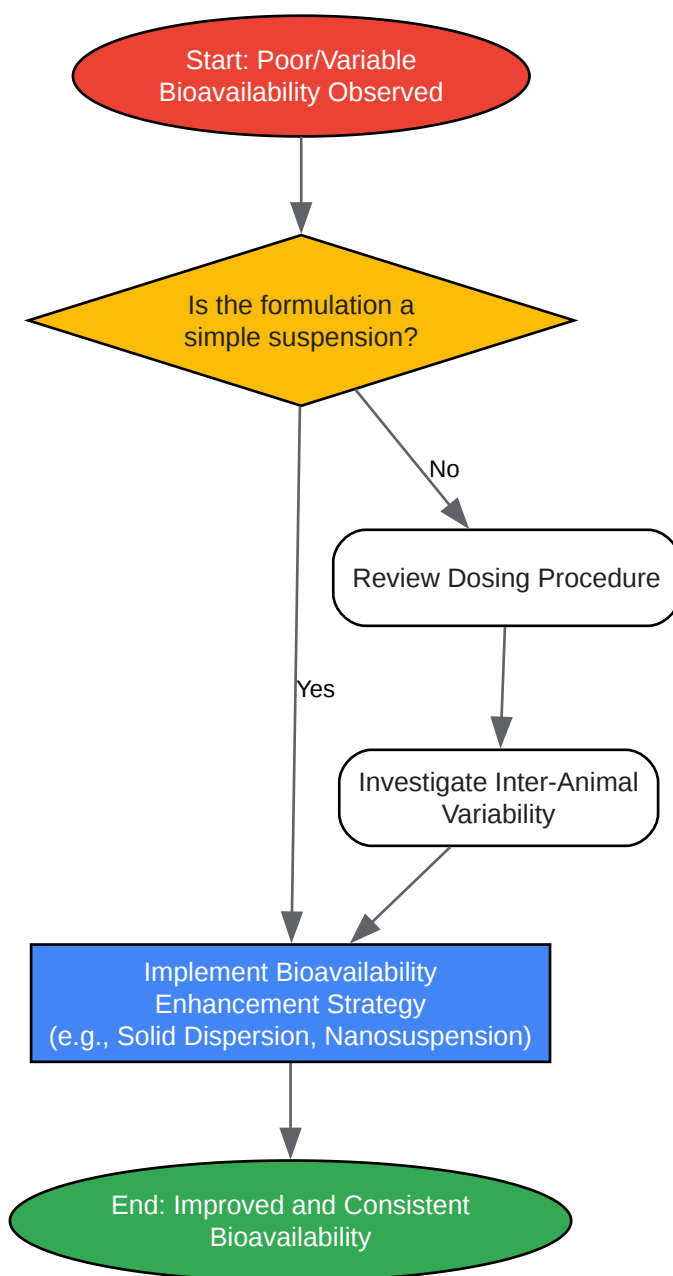 Start: Poor/Variable
Bioavailability Observed
Is the formulation a
simple suspension?
No
Review Dosing Procedure
Yes
Investigate Inter-Animal
Variability
Implement Bioavailability
Enhancement Strategy
(e.g., Solid Dispersion, Nanosuspension)
End: Improved and Consistent
Bioavailability